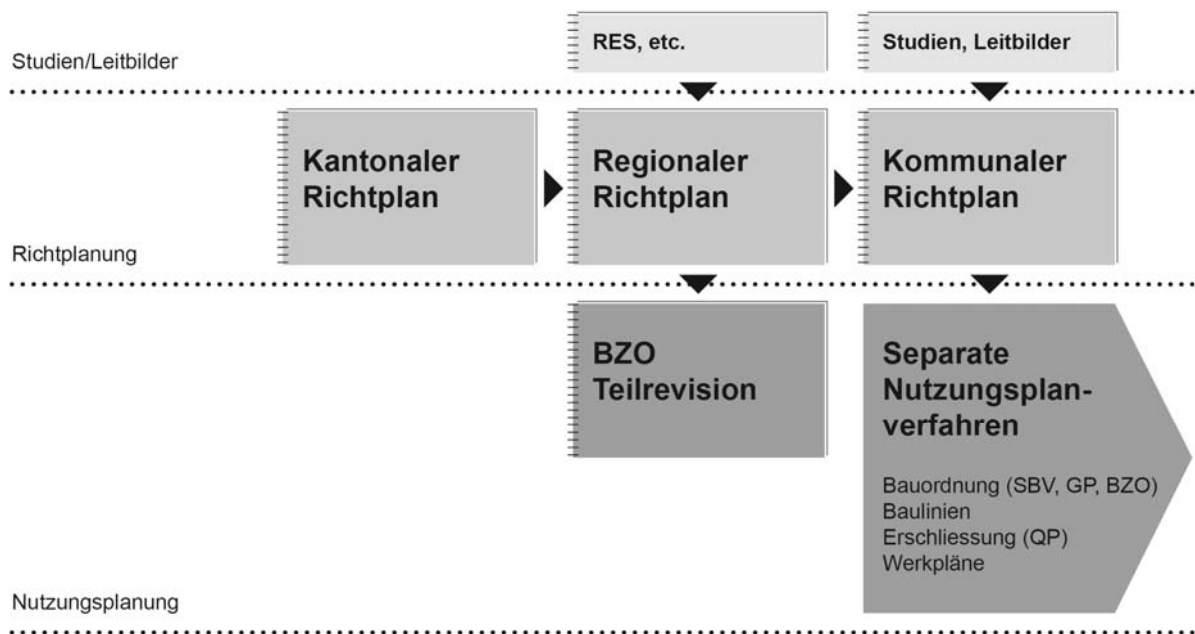 RES, etc.
Studien, Leitbilder
Studien/Leitbilder
Kantonaler
Richtplan
Regionaler
Richtplan
Kommunaler
Richtplan
Richtplanung
BZO
Teilrevision
Separate
Nutzungsplan-
verfahren
Bauordnung (SBV, GP, BZO)
Baulinien
Erschliessung (QP)
Werkpläne
Nutzungsplanung